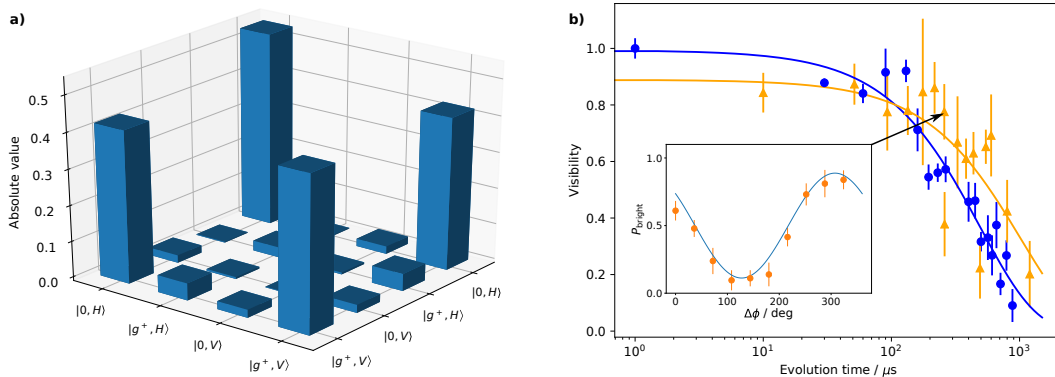 a)
Absolute value
0.5
0.4
0.3
0.2
0.1
0.0
|0, H⟩
|g⁺, H⟩
|0, V⟩
|g⁺, V⟩
|g⁺, V⟩
|0, V⟩
|g⁺, H⟩
|0, H⟩
b)
Visibility
1.0
0.8
0.6
0.4
0.2
0.0
10⁰
10¹
10²
10³
Evolution time / μs
P_bright
1.0
0.5
0.0
0
100
200
300
Δϕ / deg